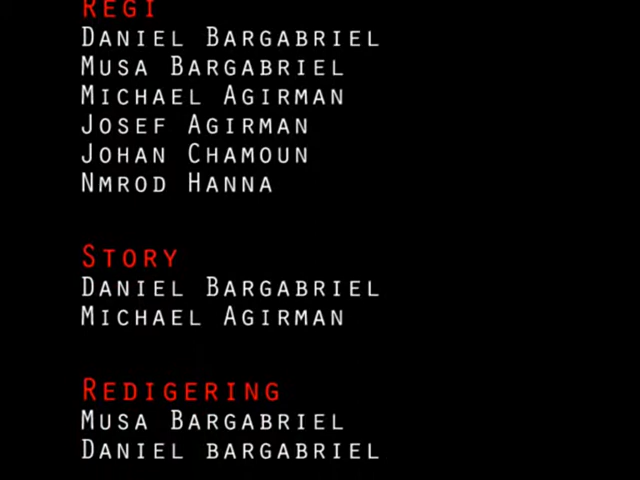 REGI
DANIEL BARGABRIEL
MUSA BARGABRIEL
MICHAEL AGIRMAN
JOSEF AGIRMAN
JOHAN CHAMOUN
NMROD HANNA
STORY
DANIEL BARGABRIEL
MICHAEL AGIRMAN
REDIGERING
MUSA BARGABRIEL
DANIEL BARGABRIEL